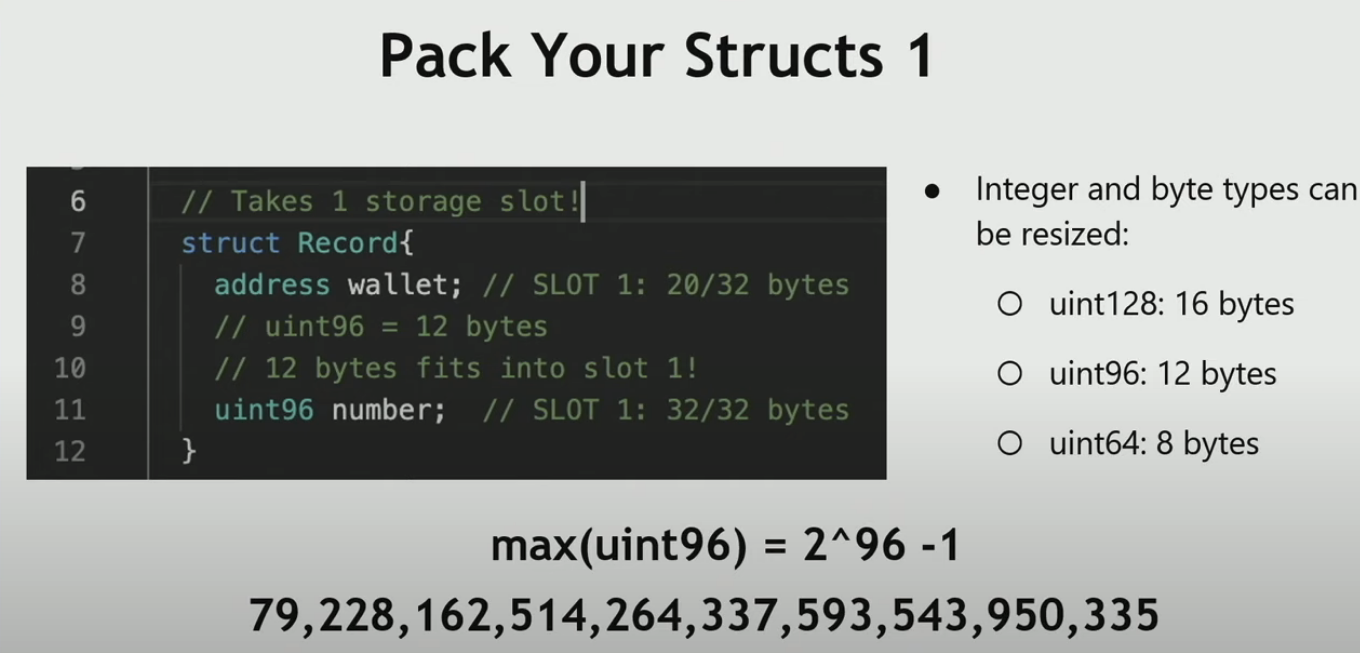 Pack Your Structs 1
6 // Takes 1 storage slot!
7 struct Record{
8 address wallet; // SLOT 1: 20/32 bytes
9 // uint96 = 12 bytes
10 // 12 bytes fits into slot 1!
11 uint96 number; // SLOT 1: 32/32 bytes
12 }
● Integer and byte types can
be resized:
○ uint128: 16 bytes
○ uint96: 12 bytes
○ uint64: 8 bytes
max(uint96) = 2^96 -1
79,228,162,514,264,337,593,543,950,335